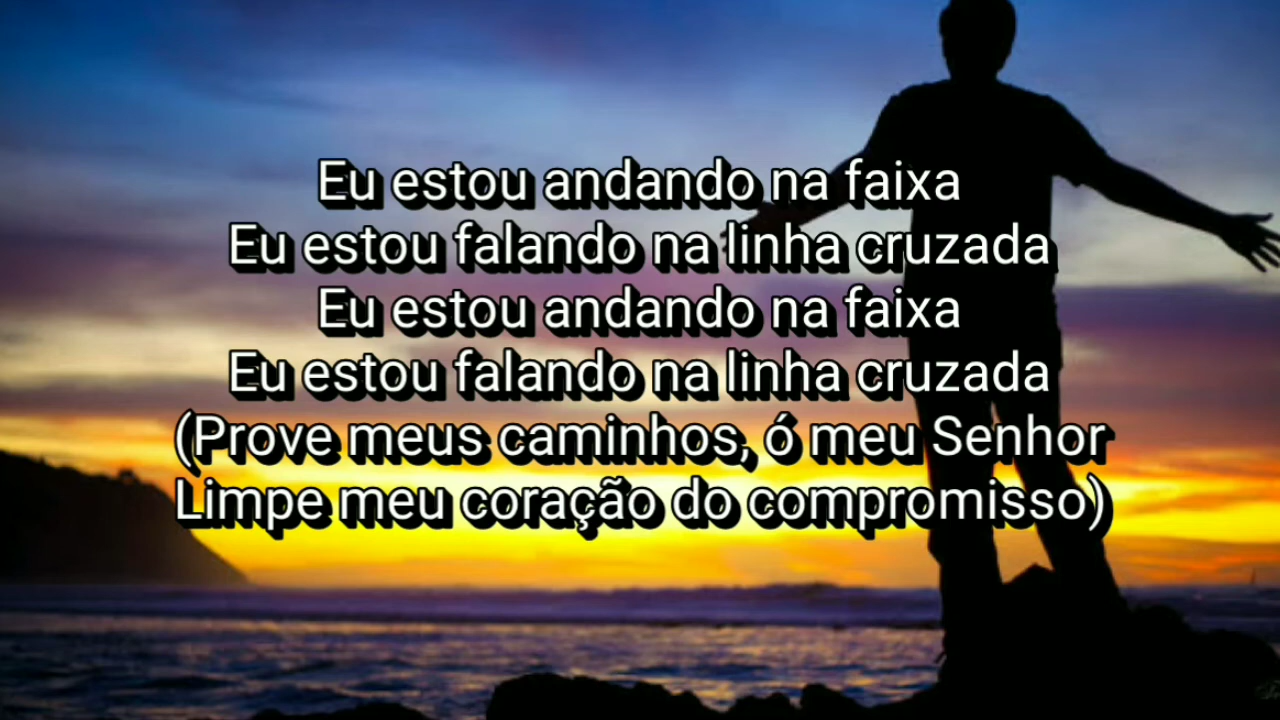 Eu estou andando na faixa
Eu estou falando na linha cruzada
Eu estou andando na faixa
Eu estou falando na linha cruzada
(Prove meus caminhos, ó meu Senhor
Limpe meu coração do compromisso)